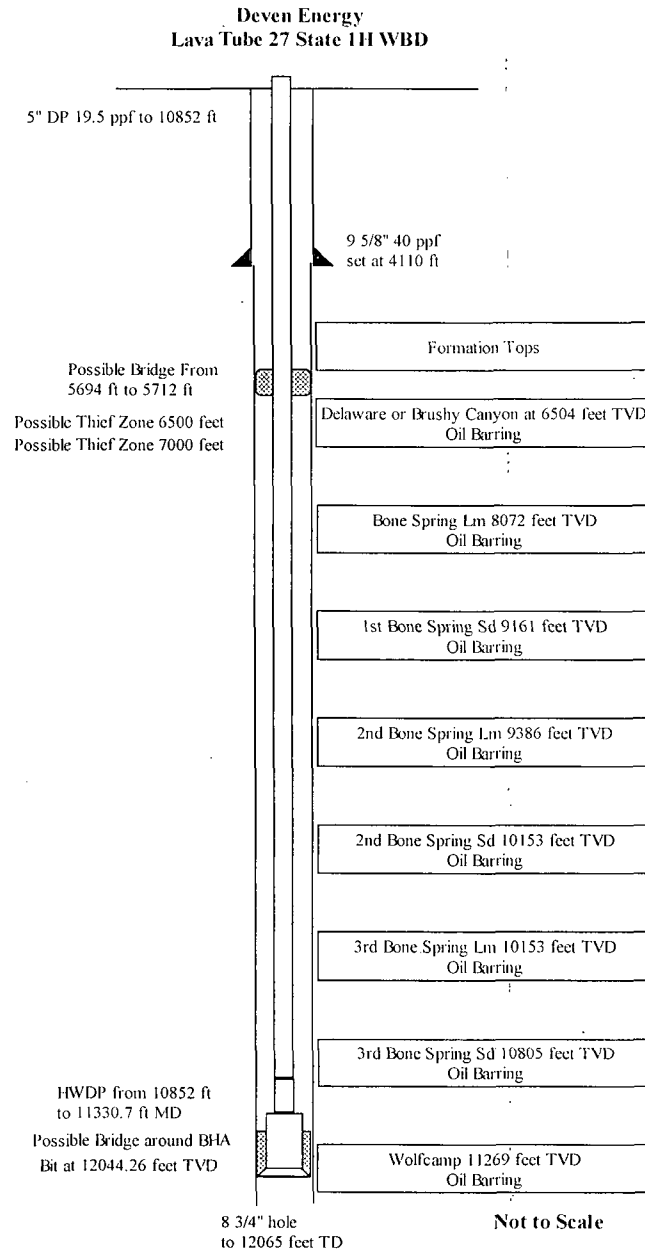 Deven Energy
Lava Tube 27 State 1H WBD
5" DP 19.5 ppf to 10852 ft
9 5/8" 40 ppf
set at 4110 ft
Formation Tops
Possible Bridge From
5694 ft to 5712 ft
Possible Thief Zone 6500 feet
Possible Thief Zone 7000 feet
Delaware or Brushy Canyon at 6504 feet TVD
Oil Barring
Bone Spring Lm 8072 feet TVD
Oil Barring
1st Bone Spring Sd 9161 feet TVD
Oil Barring
2nd Bone Spring Lm 9386 feet TVD
Oil Barring
2nd Bone Spring Sd 10153 feet TVD
Oil Barring
3rd Bone Spring Lm 10153 feet TVD
Oil Barring
3rd Bone Spring Sd 10805 feet TVD
Oil Barring
HWDP from 10852 ft
to 11330.7 ft MD
Possible Bridge around BHA
Bit at 12044.26 feet TVD
Wolfcamp 11269 feet TVD
Oil Barring
8 3/4" hole
to 12065 feet TD
Not to Scale